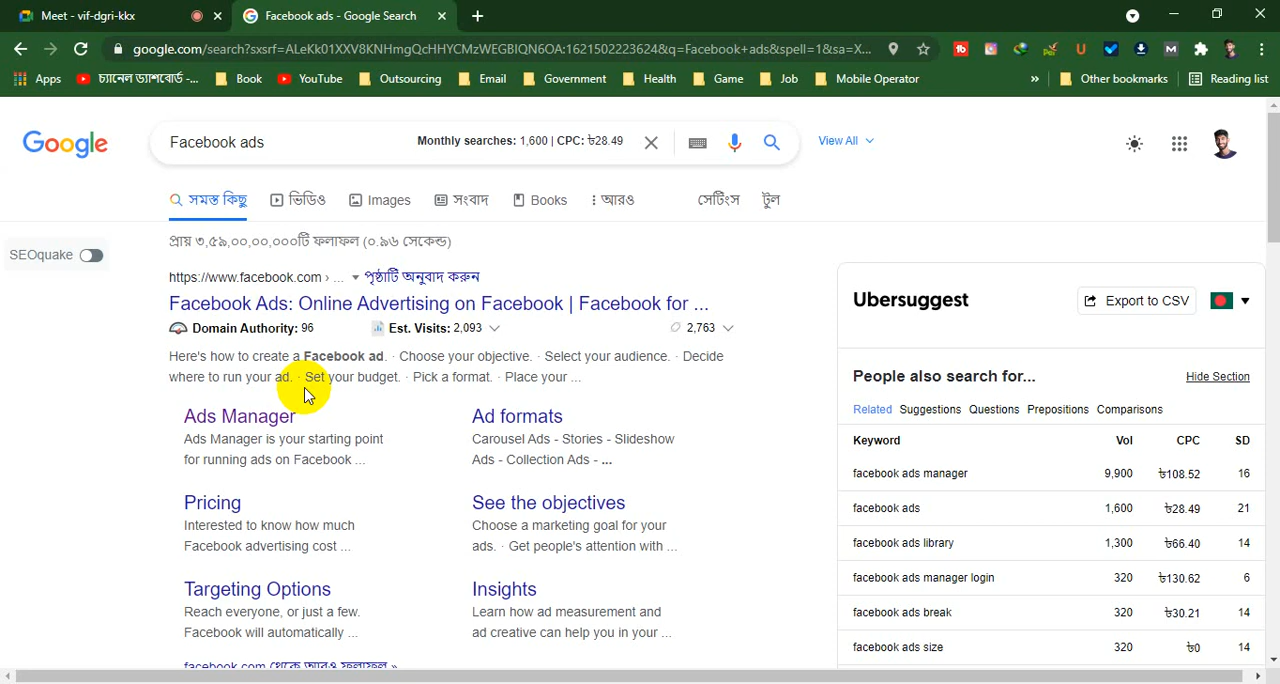 Meet - vif-dgri-kkx
Facebook ads - Google Search
google.com/search?sxsrf=ALeKk01XXV8KNHmgQcHHYCMzWEGBIQN6OA:1621502223624&q=Facebook+ads&spell=1&sa=X...
Apps
চ্যানেল ড্যাশবোর্ড -...
Book
YouTube
Outsourcing
Email
Government
Health
Game
Job
Mobile Operator
»
Other bookmarks
Reading list
Google
Facebook ads
Monthly searches: 1,600 | CPC: ৳28.49
View All
সমস্ত কিছু
ভিডিও
Images
সংবাদ
Books
আরও
সেটিংস
টুল
SEOquake
প্রায় ৩,৫৯,০০,০০,০০০টি ফলাফল (০.৯৬ সেকেন্ড)
https://www.facebook.com › ... পৃষ্ঠাটি অনুবাদ করুন
Facebook Ads: Online Advertising on Facebook | Facebook for ...
Domain Authority: 96 Est. Visits: 2,093 2,763
Here's how to create a Facebook ad. · Choose your objective. · Select your audience. · Decide
where to run your ad. · Set your budget. · Pick a format. · Place your ...
Ads Manager
Ads Manager is your starting point
for running ads on Facebook ...
Ad formats
Carousel Ads - Stories - Slideshow
Ads - Collection Ads - ...
Pricing
Interested to know how much
Facebook advertising cost ...
See the objectives
Choose a marketing goal for your
ads. · Get people's attention with ...
Targeting Options
Reach everyone, or just a few.
Facebook will automatically ...
Insights
Learn how ad measurement and
ad creative can help you in your ...
facebook.com থেকে আরও ফলাফল »
Ubersuggest
Export to CSV
People also search for...
Hide Section
Related Suggestions Questions Prepositions Comparisons
Keyword Vol CPC SD
facebook ads manager 9,900 ৳108.52 16
facebook ads 1,600 ৳28.49 21
facebook ads library 1,300 ৳66.40 14
facebook ads manager login 320 ৳130.62 6
facebook ads break 320 ৳30.21 14
facebook ads size 320 ৳0 14